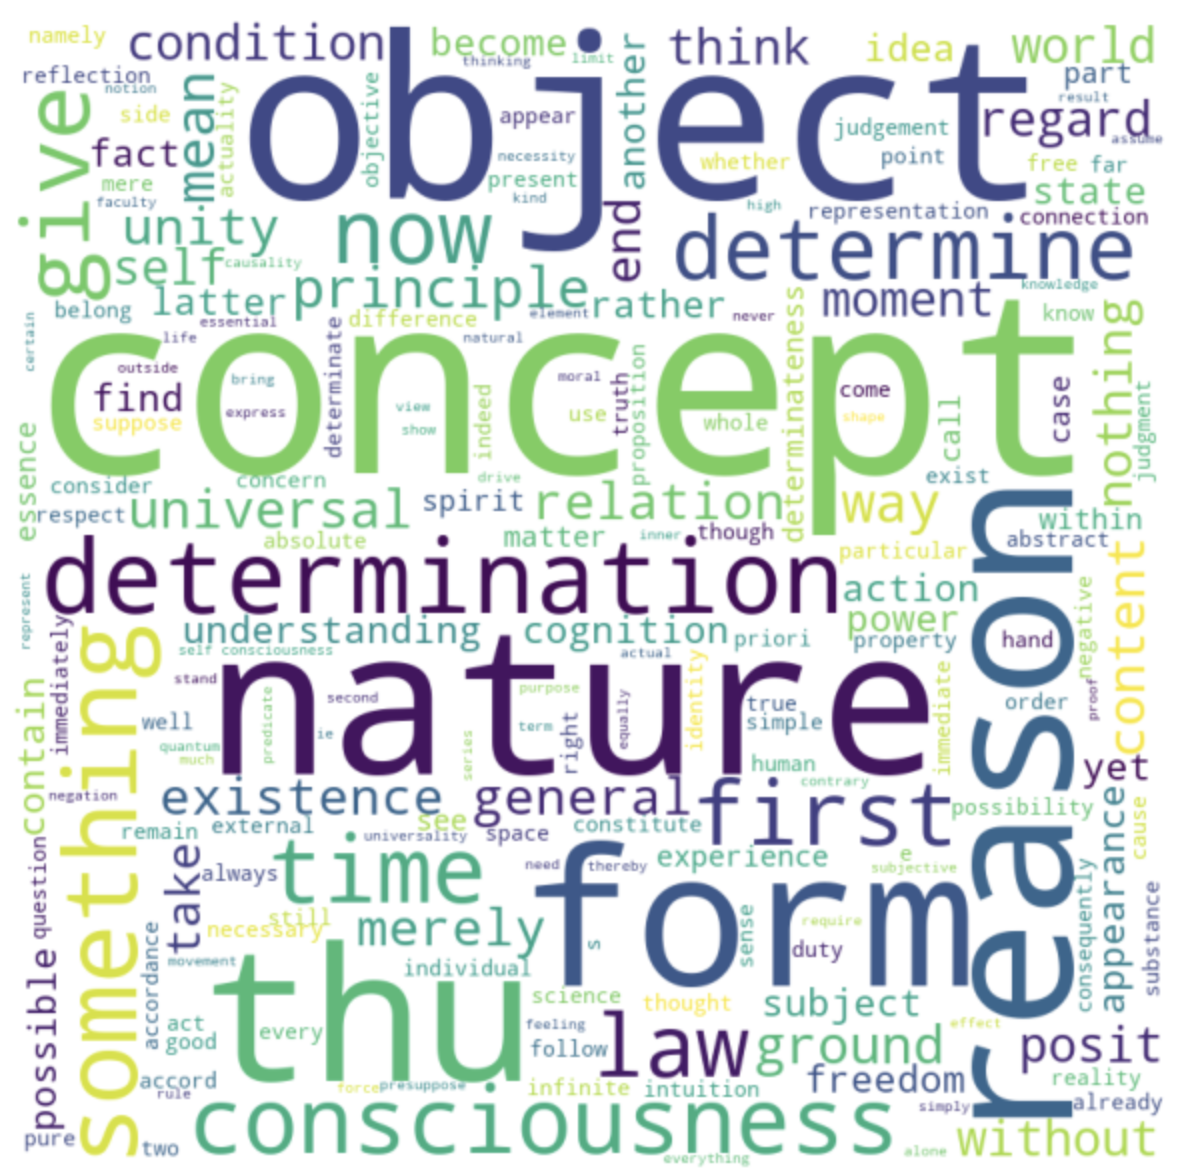 namely
condition
become
thinking
limit
another
think
idea
world
reflection
notion
part
result
give
side
mean
actuality
object
objective
appear
judgement
regard
assume
fact
necessity
whether
point
free
far
mere
faculty
present
kind
high
state
unity
now
end
representation
connection
determine
self
causality
principle
rather
moment
knowledge
belong
latter
essential
difference
element
never
know
certain
life
natural
concept
outside
determinate
moral
truth
proposition
determinateness
come
case
nothing
judgment
find
bring
view
use
whole
shape
call
suppose
express
show
indeed
essence
consider
concern
drive
exist
respect
universal
spirit
relation
way
reason
within
absolute
matter
inner
though
particular
abstract
determination
action
content
represent
immediately
something
understanding
cognition
priori
power
property
hand
negative
self consciousness
actual
nature
stand
second
purpose
identity
true
immediate
order
proof
contain
well
predicate
term
equally
simple
quantum
much
ie
series
right
human
yet
negation
existence
general
contrary
first
possibility
cause
appearance
remain
external
universality
see
space
constitute
possible
question
take
always
time
need
thereby
experience
e
subjective
form
consequently
substance
necessary
still
merely
s
sense
require
duty
accordance
movement
thu
individual
act
good
every
science
thought
subject
feeling
follow
law
ground
effect
posit
accord
rule
force
presuppose
infinite
intuition
freedom
reality
simply
already
pure
two
consciousness
everything
alone
without